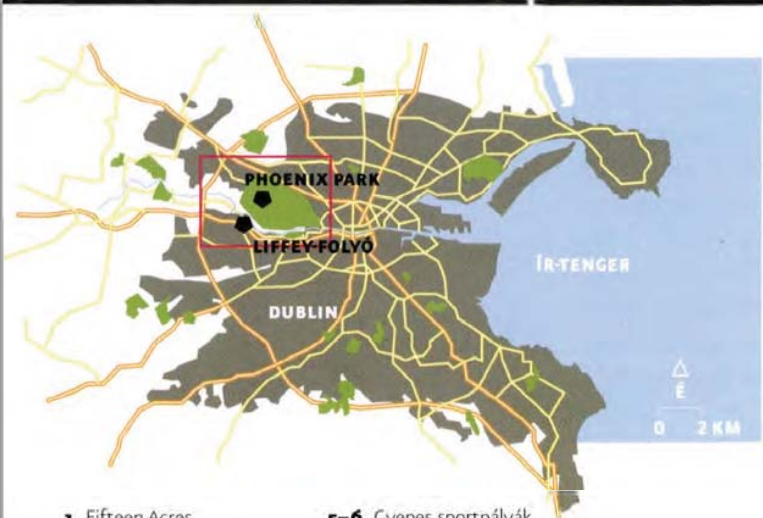 PHOENIX PARK
LIFFEY-FOLYÓ
ÍR-TENGER
DUBLIN
É
0 2 KM
1 Fifteen Acres
5–6 Gyepes sportpályák